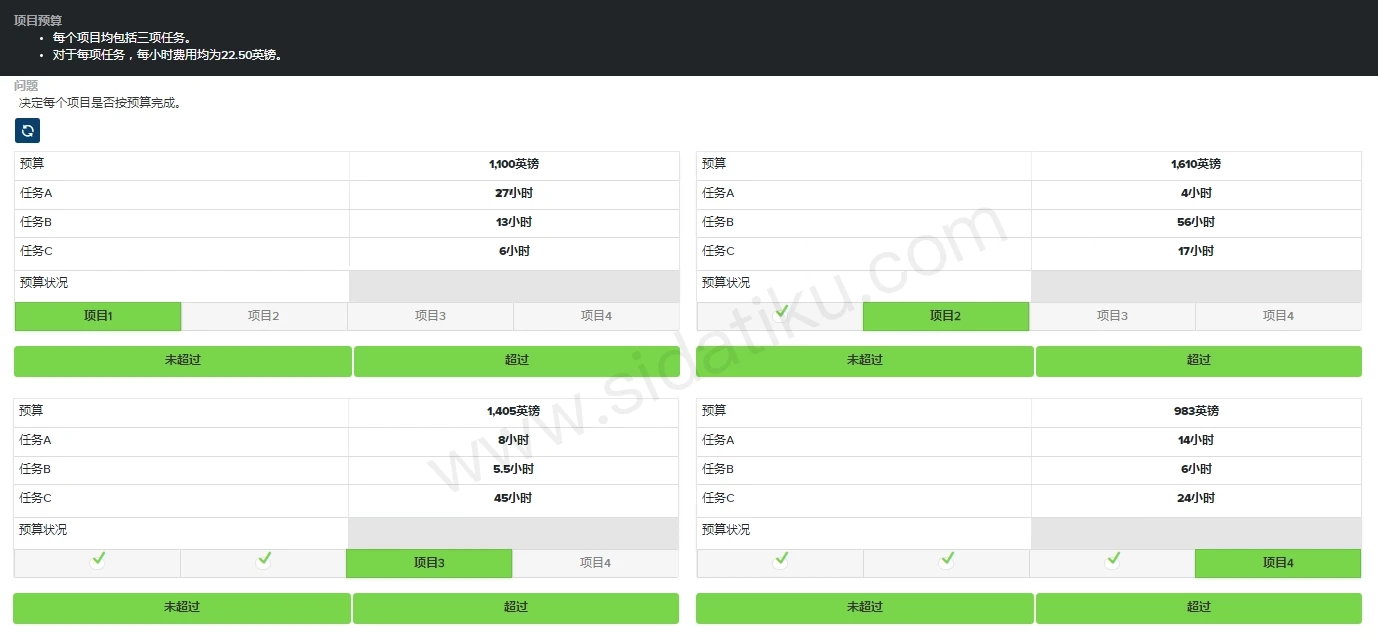 项目预算
• 每个项目均包括三项任务。
• 对于每项任务，每小时费用均为22.50英镑。
问题
决定每个项目是否按预算完成。
预算 1,100英镑
任务A 27小时
任务B 13小时
任务C 6小时
预算状况
项目1 项目2 项目3 项目4
未超过 超过
预算 1,610英镑
任务A 4小时
任务B 56小时
任务C 17小时
预算状况
项目2 项目3 项目4
未超过 超过
预算 1,405英镑
任务A 8小时
任务B 5.5小时
任务C 45小时
预算状况
项目3 项目4
未超过 超过
预算 983英镑
任务A 14小时
任务B 6小时
任务C 24小时
预算状况
项目4
未超过 超过
www.sidatiku.com